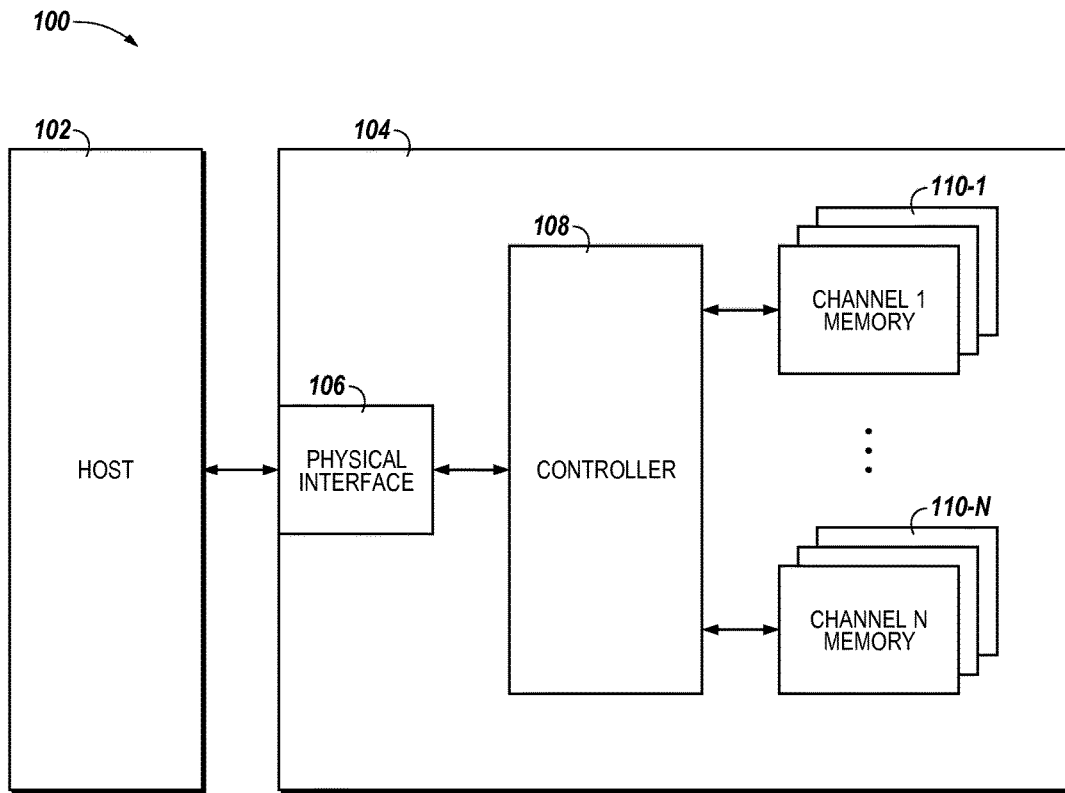 100
102
104
110-1
108
CHANNEL 1
MEMORY
106
HOST
PHYSICAL
INTERFACE
CONTROLLER
110-N
CHANNEL N
MEMORY